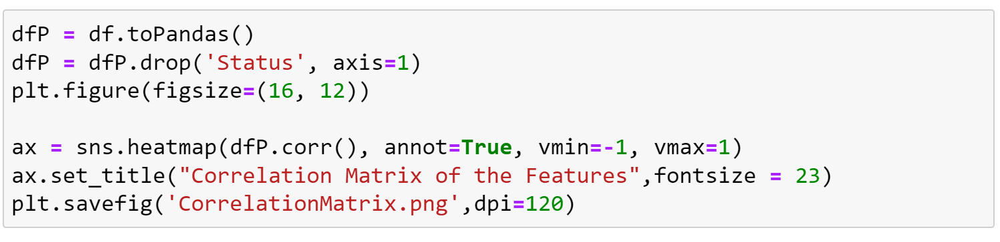 dfP = df.toPandas()
dfP = dfP.drop('Status', axis=1)
plt.figure(figsize=(16, 12))
ax = sns.heatmap(dfP.corr(), annot=True, vmin=-1, vmax=1)
ax.set_title("Correlation Matrix of the Features",fontsize = 23)
plt.savefig('CorrelationMatrix.png',dpi=120)